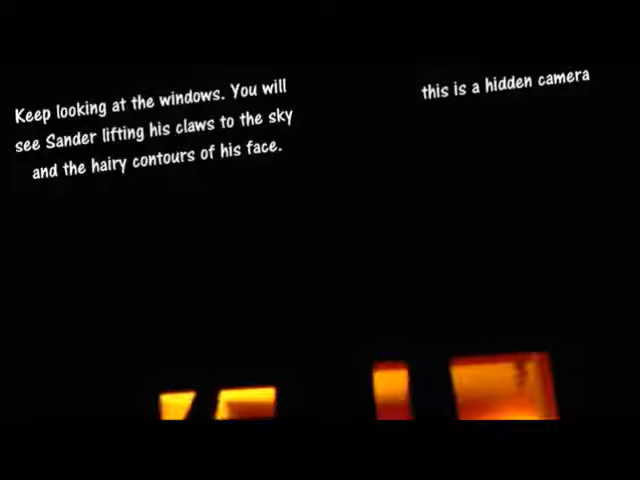 Keep looking at the windows. You will
see Sander lifting his claws to the sky
and the hairy contours of his face.
this is a hidden camera